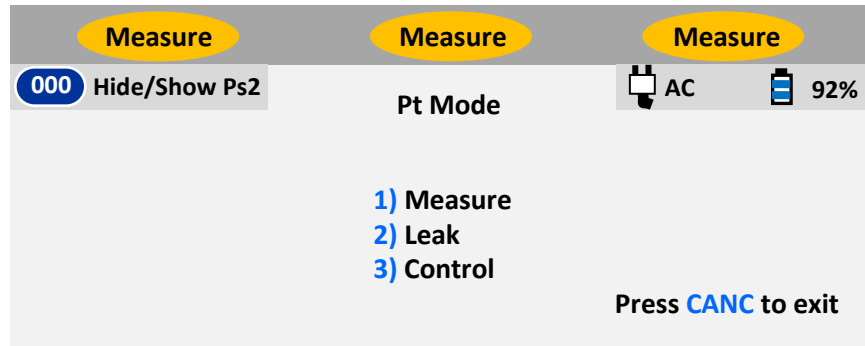 Measure Measure Measure
000 Hide/Show Ps2 AC 92%
Pt Mode
1) Measure
2) Leak
3) Control
Press CANC to exit